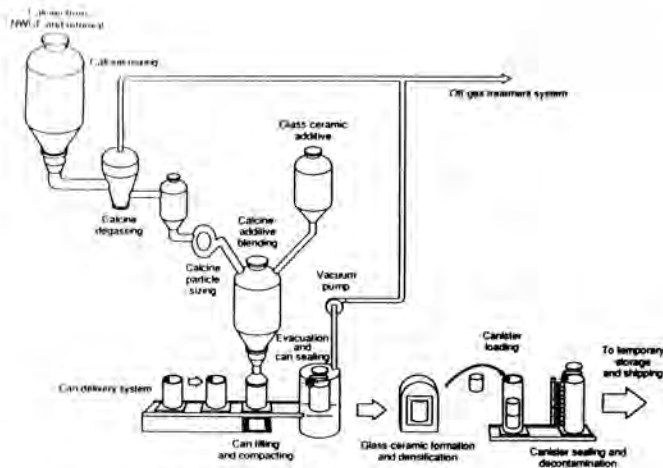 Calcine from
NWCF and retrieval
Calcine mixing
Off-gas treatment system
Glass ceramic
additive
Calcine
degassing
Calcine-
additive
blending
Calcine
particle
sizing
Vacuum
pump
Evacuation
and
can sealing
Canister
loading
To temporary
storage
and shipping
Can delivery system
Can filling
and compacting
Glass-ceramic formation
and densification
Canister sealing and
decontamination